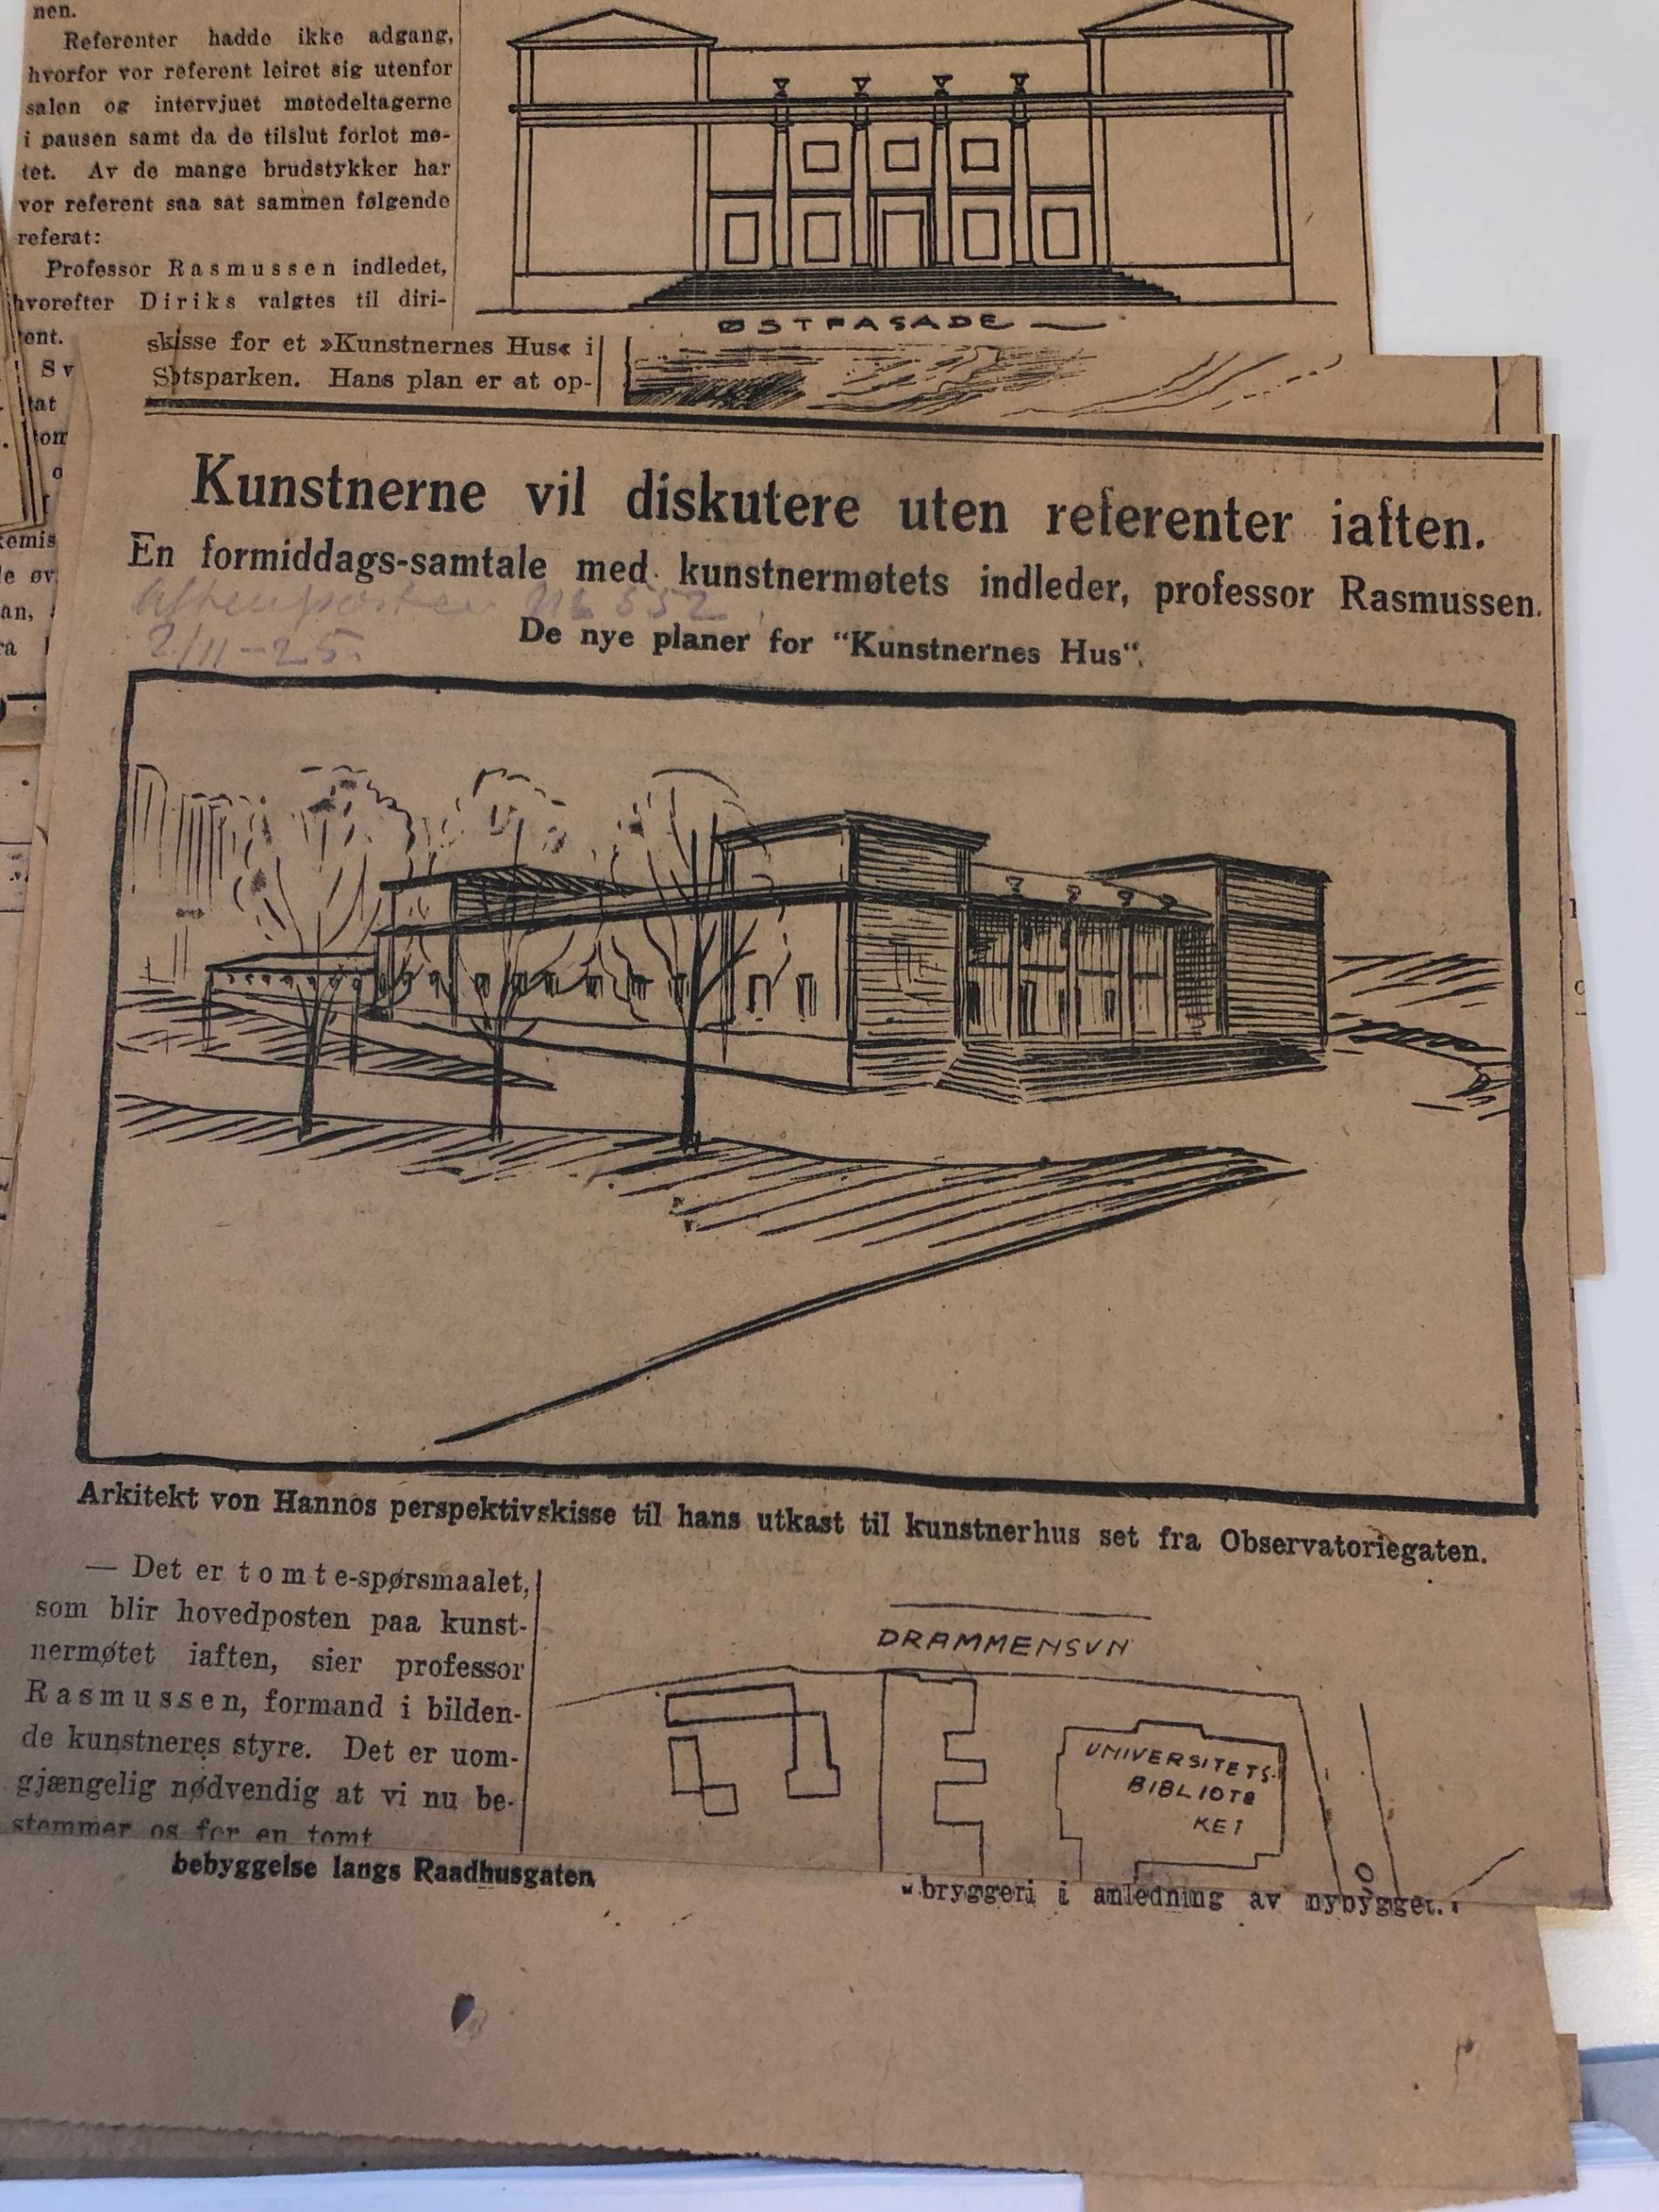 nen.
Referenter hadde ikke adgang,
hvorfor vor referent leiret sig utenfor
salen og intervjuet møtedeltagerne
i pausen samt da de tilslut forlot mø-
tet. Av de mange brudstykker har
vor referent saa sat sammen følgende
referat:
Professor Rasmussen indledet,
hvorefter Diriks valgtes til diri-
ent.
Sv
tat
ØSTFASADE
skisse for et »Kunstnernes Hus« i
Slotsparken. Hans plan er at op-
Kunstnerne vil diskutere uten referenter iaften.
En formiddags-samtale med kunstnermøtets indleder, professor Rasmussen.
Aftenposten No 552
2/11-25.
De nye planer for "Kunstnernes Hus".
Arkitekt von Hannos perspektivskisse til hans utkast til kunstnerhus set fra Observatoriegaten.
— Det er tomte-spørsmaalet,
som blir hovedposten paa kunst-
nermøtet iaften, sier professor
Rasmussen, formand i bilden-
de kunstneres styre. Det er uom-
gjængelig nødvendig at vi nu be-
stemmer os for en tomt
DRAMMENSVN
UNIVERSITETS-
BIBLIOTE
KET
bebyggelse langs Raadhusgaten
bryggeri i anledning av nybygget.